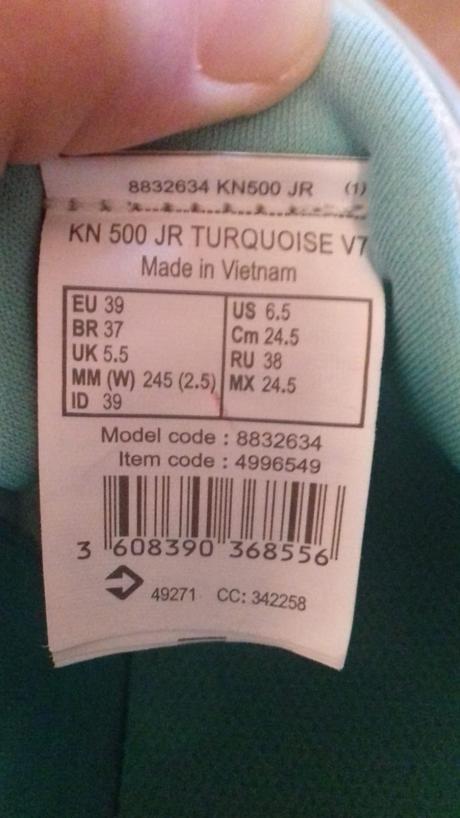 8832634 KN500 JR (1)
KN 500 JR TURQUOISE V7
Made in Vietnam
EU 39
BR 37
UK 5.5
MM (W) 245 (2.5)
ID 39
US 6.5
Cm 24.5
RU 38
MX 24.5
Model code : 8832634
Item code : 4996549
3 608390 368556
49271 CC: 342258